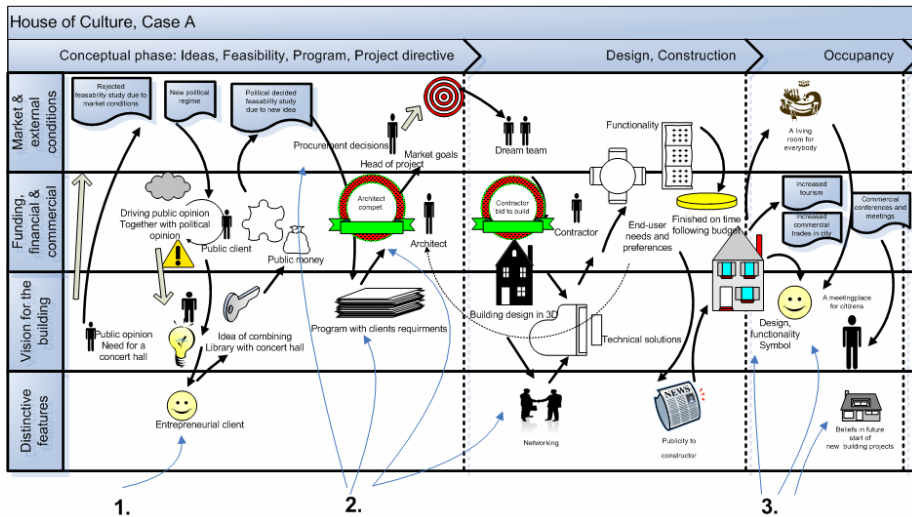 House of Culture, Case A
Conceptual phase: Ideas, Feasibility, Program, Project directive
Design, Construction
Occupancy
Market &
external
conditions
Rejected
feasability study due to
market conditions
New political
regime
Political decided
feasability study
due to new idea
Procurement decisions
Head of project
Market goals
Dream team
Functionality
A living
room for
everybody
Funding,
financial &
commercial
Driving public opinion
Together with political
opinion
Public client
Public money
Architect
compet.
Architect
Contractor
bid to build
Contractor
End-user
needs and
preferences
Finished on time
following budget
Increased
tourism
Increased
commercial
trades in city
Commercial
conferences and
meetings
Vision for the
building
Public opinion
Need for a
concert hall
Idea of combining
Library with concert hall
Program with clients requirments
Building design in 3D
Technical solutions
Design,
functionality
Symbol
A meetingplace for
citizens
Distinctive
features
Entrepreneurial client
Networking
NEWS
Publicity to
constructor
Beliefs in future
start of
new building projects
1.
2.
3.